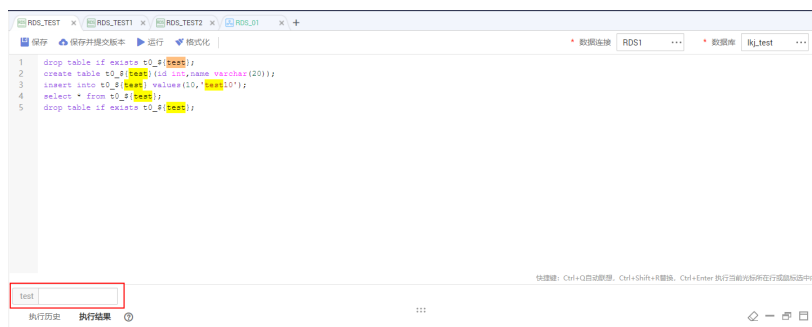 RDS_TEST × RDS_TEST1 × RDS_TEST2 × RDS_01 × +
保存 保存并提交版本 运行 格式化 * 数据连接 RDS1 ··· * 数据库 lkj_test ···
1 drop table if exists t0_${test};
2 create table t0_${test}(id int,name varchar(20));
3 insert into t0_${test} values(10,'test10');
4 select * from t0_${test};
5 drop table if exists t0_${test};
快捷键：Ctrl+Q自动联想、Ctrl+Shift+R替换、Ctrl+Enter 执行当前光标所在行或鼠标选中
test
执行历史 执行结果 ?